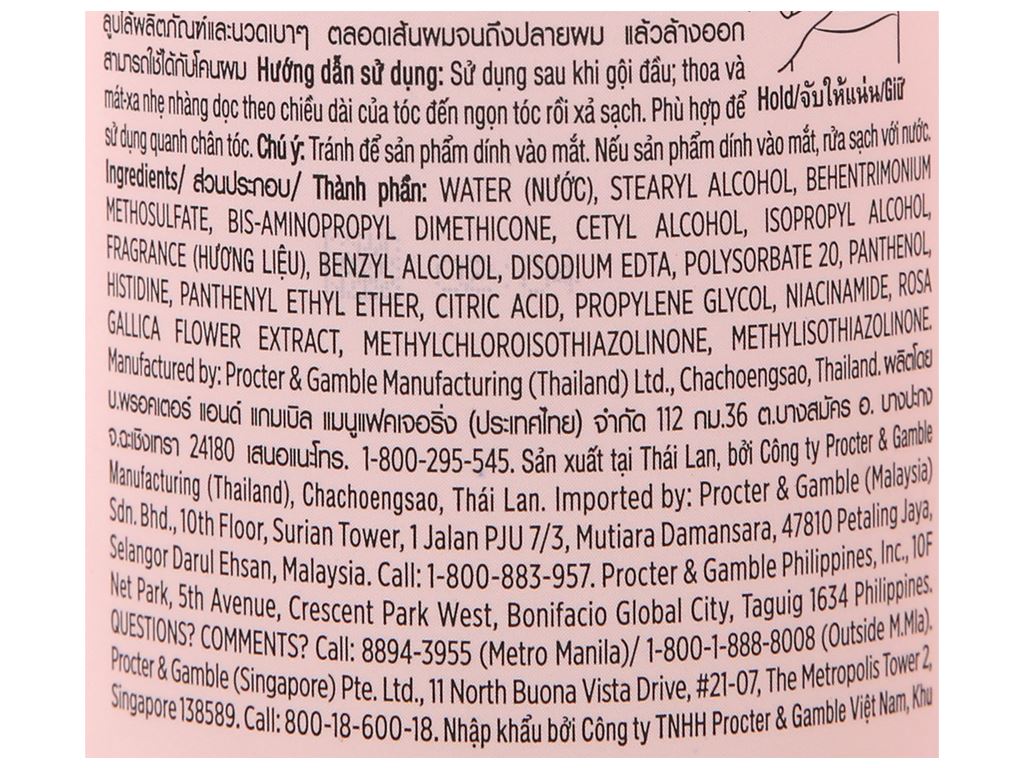 ลูบไล้ผลิตภัณฑ์และนวดเบาๆ ตลอดเส้นผมจนถึงปลายผม แล้วล้างออก
สามารถใช้ได้กับโคนผม Hướng dẫn sử dụng: Sử dụng sau khi gội đầu; thoa và
mát-xa nhẹ nhàng dọc theo chiều dài của tóc đến ngọn tóc rồi xả sạch. Phù hợp để
Hold/จับให้แน่น/Giữ
sử dụng quanh chân tóc. Chú ý: Tránh để sản phẩm dính vào mắt. Nếu sản phẩm dính vào mắt, rửa sạch với nước.
Ingredients/ ส่วนประกอบ/ Thành phần: WATER (NƯỚC), STEARYL ALCOHOL, BEHENTRIMONIUM
METHOSULFATE, BIS-AMINOPROPYL DIMETHICONE, CETYL ALCOHOL, ISOPROPYL ALCOHOL,
FRAGRANCE (HƯƠNG LIỆU), BENZYL ALCOHOL, DISODIUM EDTA, POLYSORBATE 20, PANTHENOL,
HISTIDINE, PANTHENYL ETHYL ETHER, CITRIC ACID, PROPYLENE GLYCOL, NIACINAMIDE, ROSA
GALLICA FLOWER EXTRACT, METHYLCHLOROISOTHIAZOLINONE, METHYLISOTHIAZOLINONE.
Manufactured by: Procter & Gamble Manufacturing (Thailand) Ltd., Chachoengsao, Thailand. ผลิตโดย
บ.พรอคเตอร์ แอนด์ แกมเบิล แมนูแฟคเจอริ่ง (ประเทศไทย) จำกัด 112 กม.36 ต.บางสมัคร อ. บางปะกง
จ.ฉะเชิงเทรา 24180 เสนอแนะโทร. 1-800-295-545. Sản xuất tại Thái Lan, bởi Công ty Procter & Gamble
Manufacturing (Thailand), Chachoengsao, Thái Lan. Imported by: Procter & Gamble (Malaysia)
Sdn. Bhd., 10th Floor, Surian Tower, 1 Jalan PJU 7/3, Mutiara Damansara, 47810 Petaling Jaya,
Selangor Darul Ehsan, Malaysia. Call: 1-800-883-957. Procter & Gamble Philippines, Inc., 10F
Net Park, 5th Avenue, Crescent Park West, Bonifacio Global City, Taguig 1634 Philippines.
QUESTIONS? COMMENTS? Call: 8894-3955 (Metro Manila)/ 1-800-1-888-8008 (Outside M.Mla).
Procter & Gamble (Singapore) Pte. Ltd., 11 North Buona Vista Drive, #21-07, The Metropolis Tower 2,
Singapore 138589. Call: 800-18-600-18. Nhập khẩu bởi Công ty TNHH Procter & Gamble Việt Nam, Khu